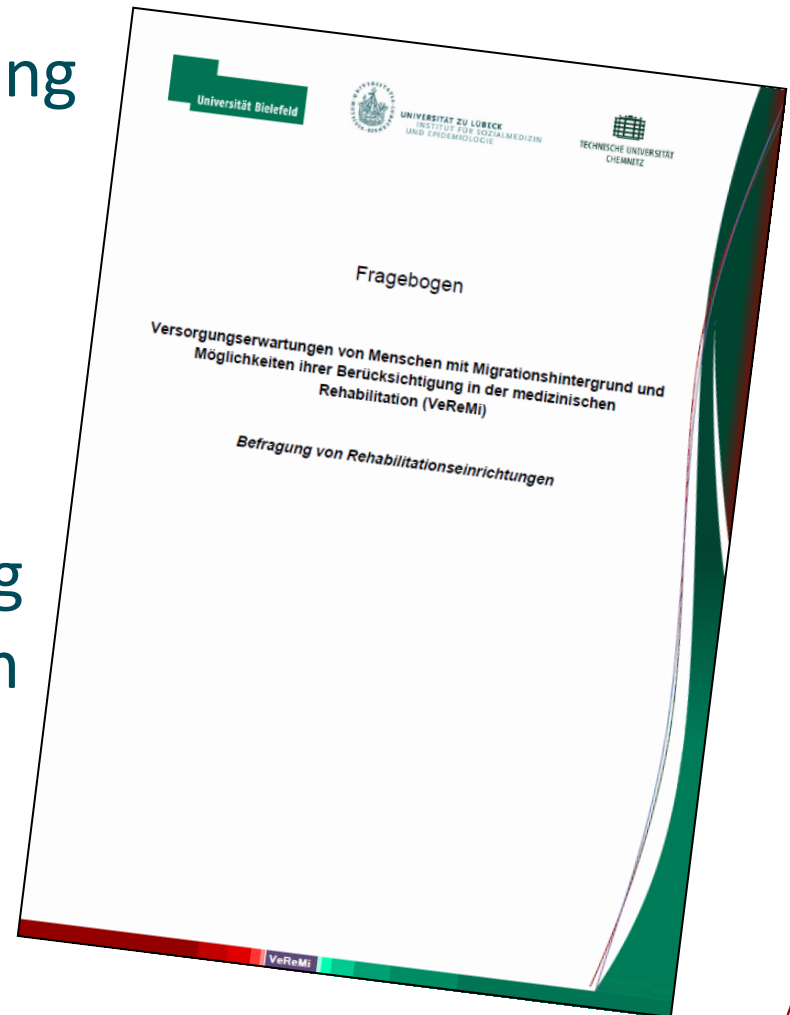 ng
Universität Bielefeld
UNIVERSITÄT ZU LÜBECK
INSTITUT FÜR SOZIALMEDIZIN
UND EPIDEMIOLOGIE
TECHNISCHE UNIVERSITÄT
CHEMNITZ
Fragebogen
Versorgungserwartungen von Menschen mit Migrationshintergrund und
Möglichkeiten ihrer Berücksichtigung in der medizinischen
Rehabilitation (VeReMi)
Befragung von Rehabilitationseinrichtungen
g
n
VeReMi